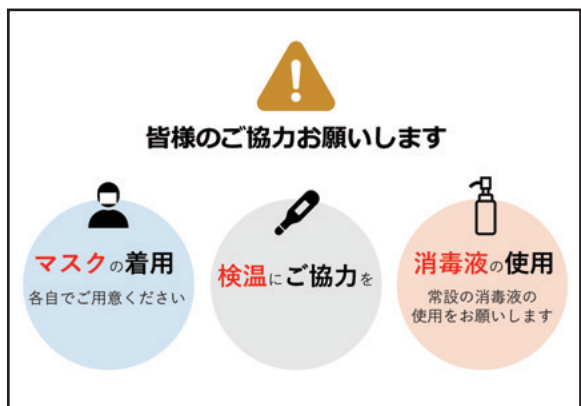 皆様のご協力お願いします
マスクの着用
各自でご用意ください
検温にご協力を
消毒液の使用
常設の消毒液の
使用をお願いします